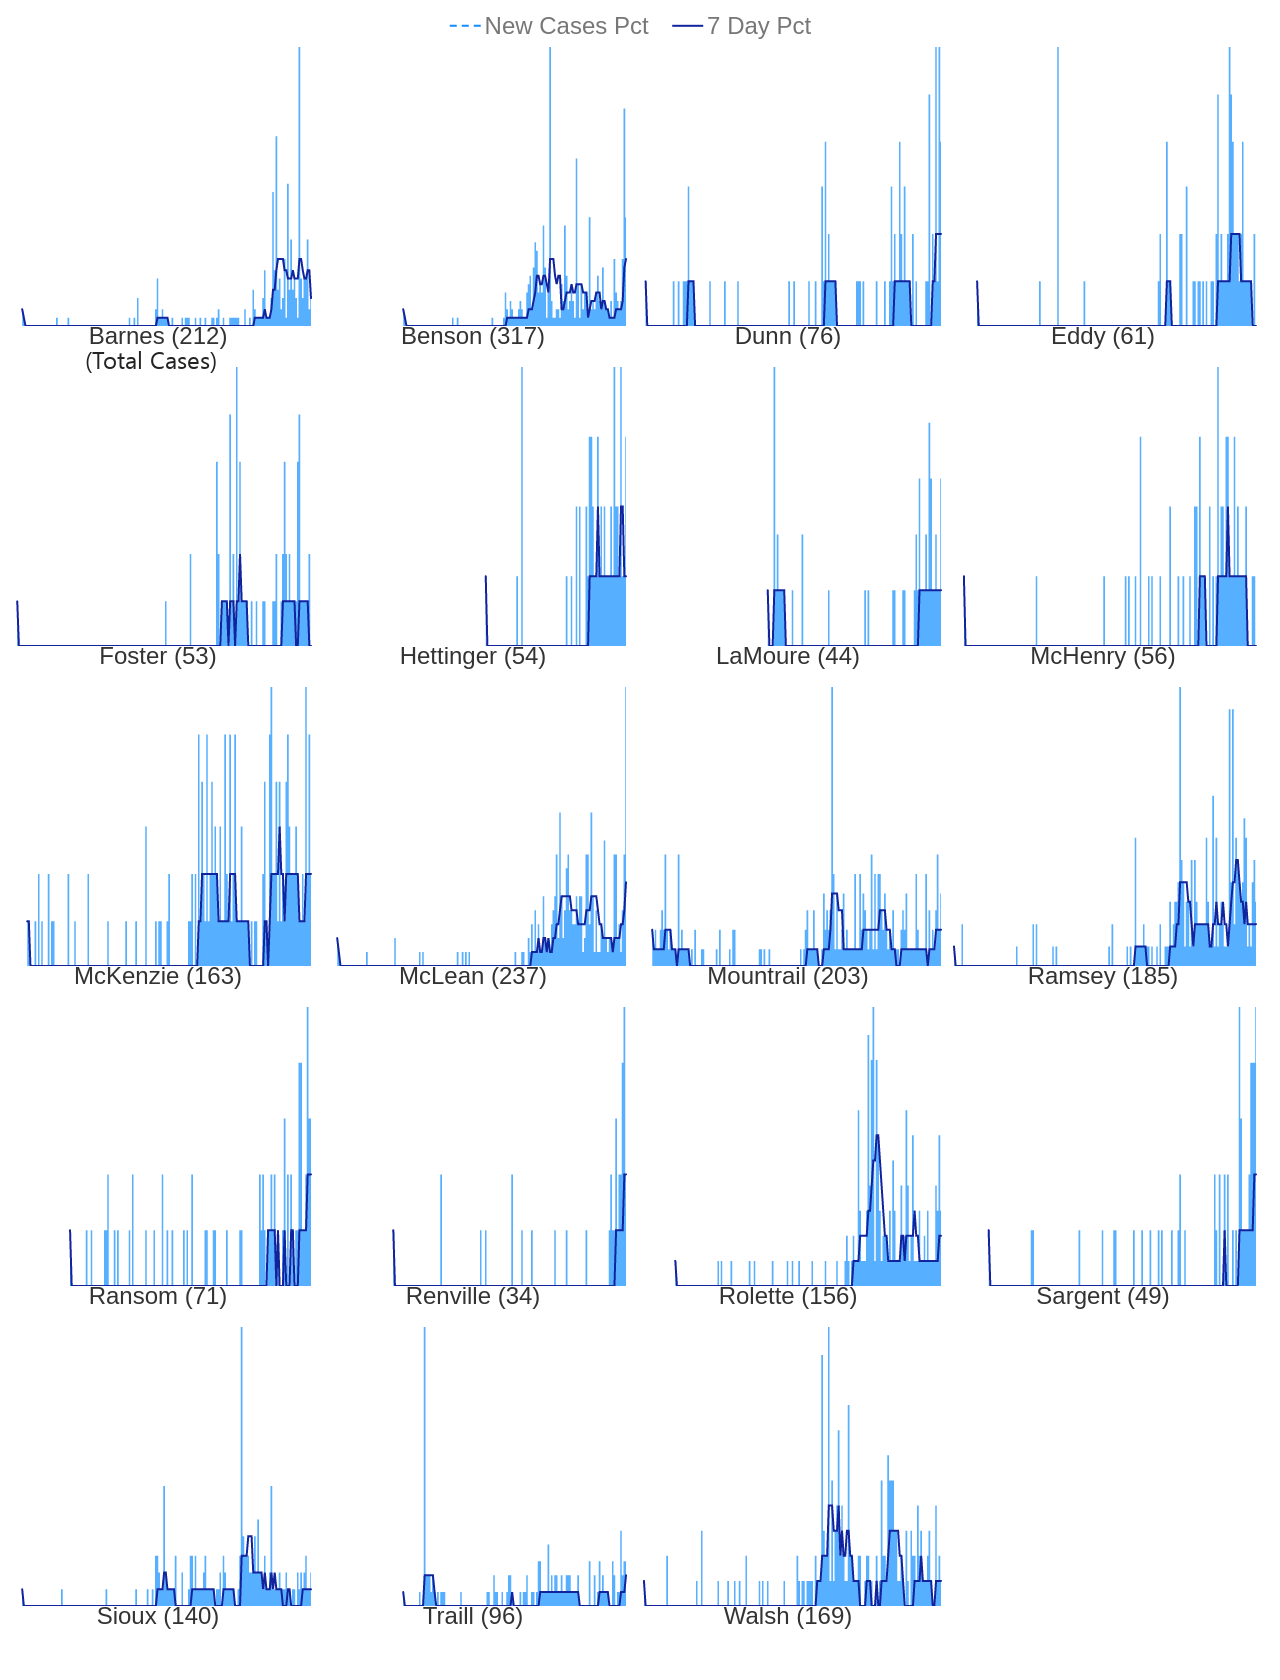 New Cases Pct 7 Day Pct
Barnes (212) Benson (317) Dunn (76) Eddy (61)
(Total Cases)
Foster (53) Hettinger (54) LaMoure (44) McHenry (56)
McKenzie (163) McLean (237) Mountrail (203) Ramsey (185)
Ransom (71) Renville (34) Rolette (156) Sargent (49)
Sioux (140) Traill (96) Walsh (169)